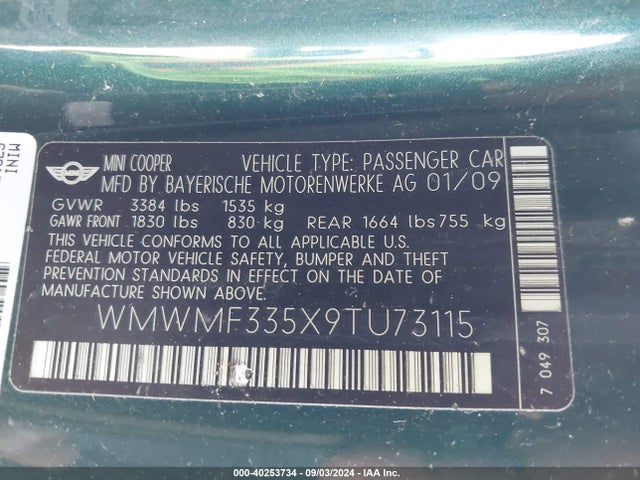 MINI COOPER VEHICLE TYPE: PASSENGER CAR
MFD BY BAYERISCHE MOTORENWERKE AG 01/09
GVWR 3384 lbs 1535 kg
GAWR FRONT 1830 lbs 830 kg REAR 1664 lbs 755 kg
THIS VEHICLE CONFORMS TO ALL APPLICABLE U.S.
FEDERAL MOTOR VEHICLE SAFETY, BUMPER AND THEFT
PREVENTION STANDARDS IN EFFECT ON THE DATE OF
MANUFACTURE SHOWN ABOVE.
WMWMF335X9TU73115
7 049 307
MINI
000-40253734 - 09/03/2024 - IAA Inc.